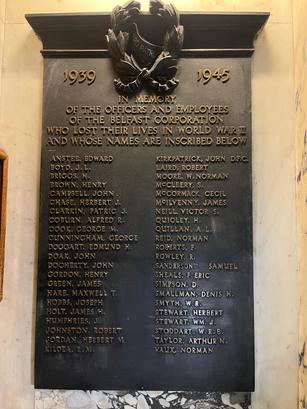 1939 1945
IN MEMORY
OF THE OFFICERS AND EMPLOYEES
OF THE BELFAST CORPORATION
WHO LOST THEIR LIVES IN WORLD WAR II
AND WHOSE NAMES ARE INSCRIBED BELOW
ANSTEE, EDWARD
BOYD, J.L.
BRIGGS, M.
BROWN, HENRY
CAMPBELL, JOHN
CHASE, HERBERT J.
CLARKIN, PATRIC J.
COBURN, ALFRED R.
COOK, GEORGE M.
CUNNINGHAM, GEORGE
DOGGART, EDMUND K.
DOAK, JOHN
DOCHERTY, JOHN
GORDON, HENRY
GREEN, JAMES
HARE, MAXWELL T.
HOBBS, JOSEPH
HOLT, JAMES H.
HUMPHRIES, J.
JOHNSTON, ROBERT
JORDAN, HERBERT M.
KILGEA, R.M.
KIRKPATRICK, JOHN D.F.C.
LAIRD, ROBERT
MOORE, W. NORMAN
McCLEERY, S.
McCORMAC, CECIL
McILVENNY, JAMES
NEILL, VICTOR S.
QUIGLEY, H.
QUILLAN, A.L.
REID, NORMAN
ROBERTS, F.
ROWLEY, R.
SANDERSON SAMUEL
SHEALS, F. ERIC
SIMPSON, D.
SMALLMAN, DENIS H.
SMYTH, W.R.
STEWART, HERBERT
STEWART, WM. J.
STODDART, W.R.E.
TAYLOR, ARTHUR N.
VAUX, NORMAN